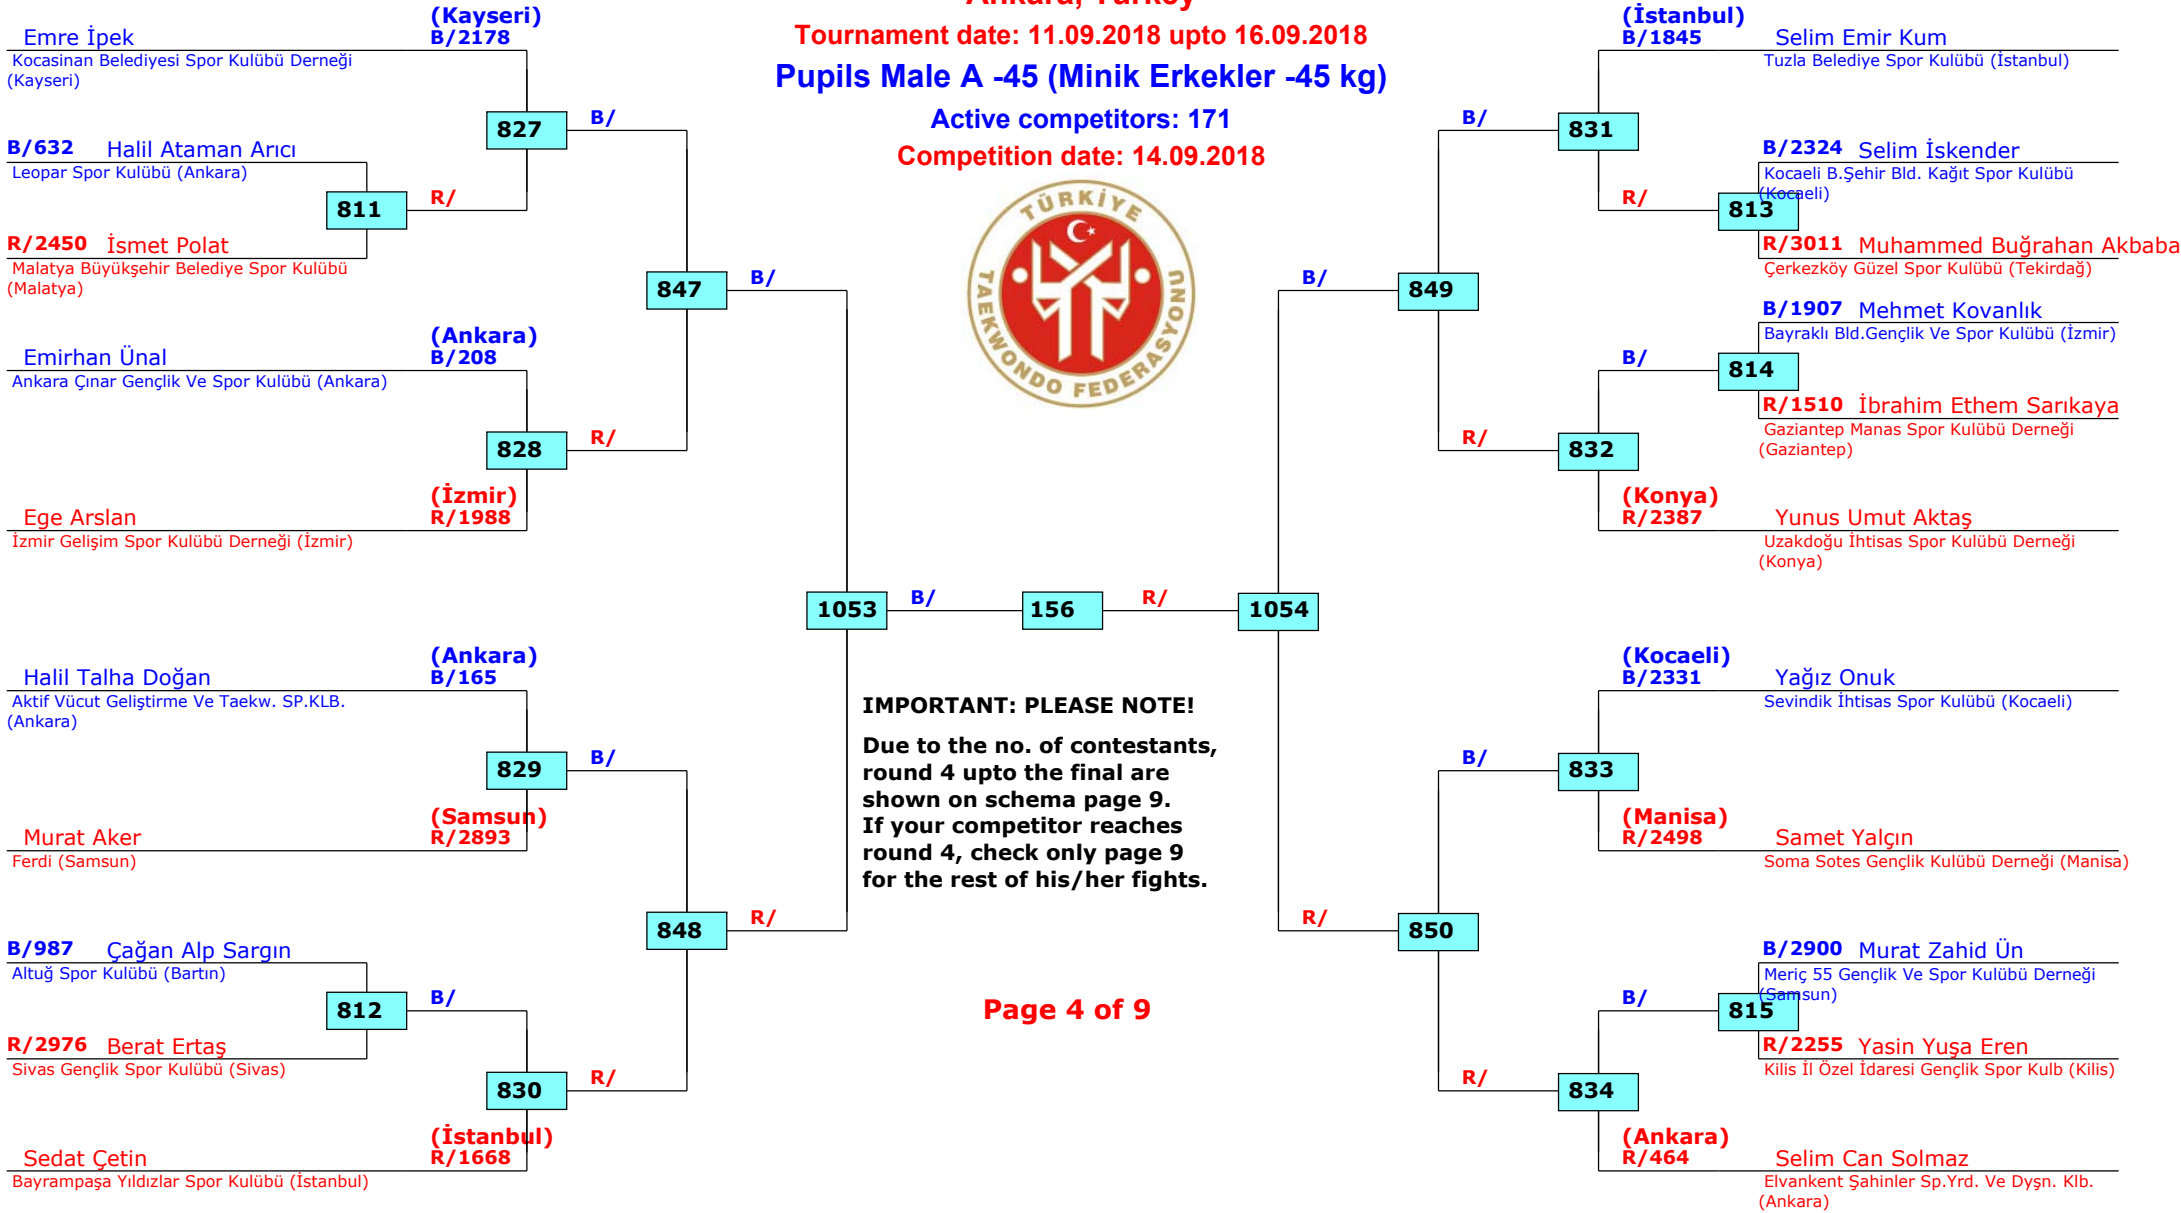 Ankara, Turkey
Tournament date: 11.09.2018 upto 16.09.2018
Pupils Male A -45 (Minik Erkekler -45 kg)
Active competitors: 171
Competition date: 14.09.2018
TÜRKİYE
TAEKWONDO FEDERASYONU
(Kayseri)
Emre İpek B/2178
Kocasinan Belediyesi Spor Kulübü Derneği
(Kayseri)
827 B/
B/632 Halil Ataman Arıcı
Leopar Spor Kulübü (Ankara)
811 R/
R/2450 İsmet Polat
Malatya Büyükşehir Belediye Spor Kulübü
(Malatya)
847 B/
(Ankara)
Emirhan Ünal B/208
Ankara Çınar Gençlik Ve Spor Kulübü (Ankara)
828 R/
(İzmir)
Ege Arslan R/1988
İzmir Gelişim Spor Kulübü Derneği (İzmir)
1053 B/ 156 R/ 1054
(Ankara)
Halil Talha Doğan B/165
Aktif Vücut Geliştirme Ve Taekw. SP.KLB.
(Ankara)
829 B/
(Samsun)
Murat Aker R/2893
Ferdi (Samsun)
848 R/
B/987 Çağan Alp Sargın
Altuğ Spor Kulübü (Bartın)
812 B/
R/2976 Berat Ertaş
Sivas Gençlik Spor Kulübü (Sivas)
830 R/
(İstanbul)
Sedat Çetin R/1668
Bayrampaşa Yıldızlar Spor Kulübü (İstanbul)
IMPORTANT: PLEASE NOTE!
Due to the no. of contestants,
round 4 upto the final are
shown on schema page 9.
If your competitor reaches
round 4, check only page 9
for the rest of his/her fights.
Page 4 of 9
(İstanbul)
B/1845 Selim Emir Kum
Tuzla Belediye Spor Kulübü (İstanbul)
B/ 831
B/2324 Selim İskender
Kocaeli B.Şehir Bld. Kağıt Spor Kulübü
(Kocaeli)
R/ 813
R/3011 Muhammed Buğrahan Akbaba
Çerkezköy Güzel Spor Kulübü (Tekirdağ)
B/ 849
B/1907 Mehmet Kovanlık
Bayraklı Bld.Gençlik Ve Spor Kulübü (İzmir)
B/ 814
R/1510 İbrahim Ethem Sarıkaya
Gaziantep Manas Spor Kulübü Derneği
(Gaziantep)
R/ 832
(Konya)
R/2387 Yunus Umut Aktaş
Uzakdoğu İhtisas Spor Kulübü Derneği
(Konya)
(Kocaeli)
B/2331 Yağız Onuk
Sevindik İhtisas Spor Kulübü (Kocaeli)
B/ 833
(Manisa)
R/2498 Samet Yalçın
Soma Sotes Gençlik Kulübü Derneği (Manisa)
R/ 850
B/2900 Murat Zahid Ün
Meriç 55 Gençlik Ve Spor Kulübü Derneği
(Samsun)
B/ 815
R/2255 Yasin Yuşa Eren
Kilis İl Özel İdaresi Gençlik Spor Kulb (Kilis)
R/ 834
(Ankara)
R/464 Selim Can Solmaz
Elvankent Şahinler Sp.Yrd. Ve Dyşn. Klb.
(Ankara)